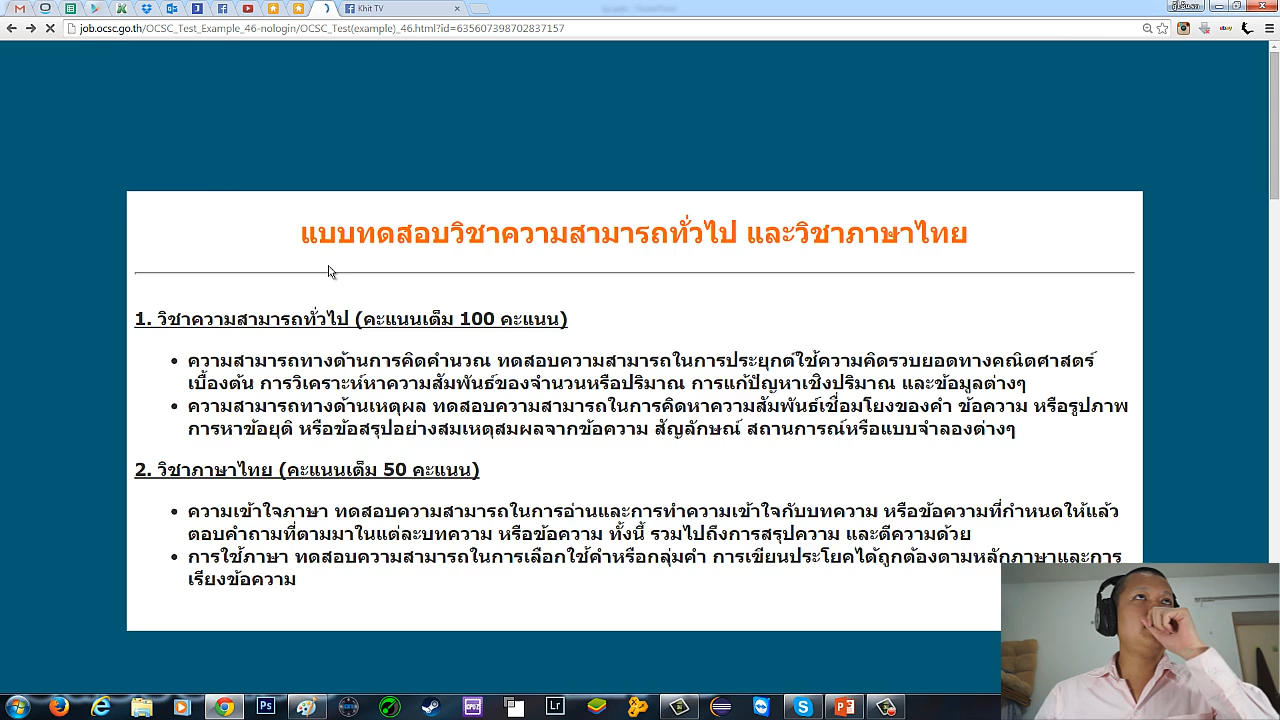 Khit TV
job.ocsc.go.th/OCSC_Test_Example_46-nologin/OCSC_Test(example)_46.html?id=635607398702837157
ebay
แบบทดสอบวิชาความสามารถทั่วไป และวิชาภาษาไทย
1. วิชาความสามารถทั่วไป (คะแนนเต็ม 100 คะแนน)
• ความสามารถทางด้านการคิดคำนวณ ทดสอบความสามารถในการประยุกต์ใช้ความคิดรวบยอดทางคณิตศาสตร์
เบื้องต้น การวิเคราะห์หาความสัมพันธ์ของจำนวนหรือปริมาณ การแก้ปัญหาเชิงปริมาณ และข้อมูลต่างๆ
• ความสามารถทางด้านเหตุผล ทดสอบความสามารถในการคิดหาความสัมพันธ์เชื่อมโยงของคำ ข้อความ หรือรูปภาพ
การหาข้อยุติ หรือข้อสรุปอย่างสมเหตุสมผลจากข้อความ สัญลักษณ์ สถานการณ์หรือแบบจำลองต่างๆ
2. วิชาภาษาไทย (คะแนนเต็ม 50 คะแนน)
• ความเข้าใจภาษา ทดสอบความสามารถในการอ่านและการทำความเข้าใจกับบทความ หรือข้อความที่กำหนดให้แล้ว
ตอบคำถามที่ตามมาในแต่ละบทความ หรือข้อความ ทั้งนี้ รวมไปถึงการสรุปความ และตีความด้วย
• การใช้ภาษา ทดสอบความสามารถในการเลือกใช้คำหรือกลุ่มคำ การเขียนประโยคได้ถูกต้องตามหลักภาษาและการ
เรียงข้อความ
Ps
Lr